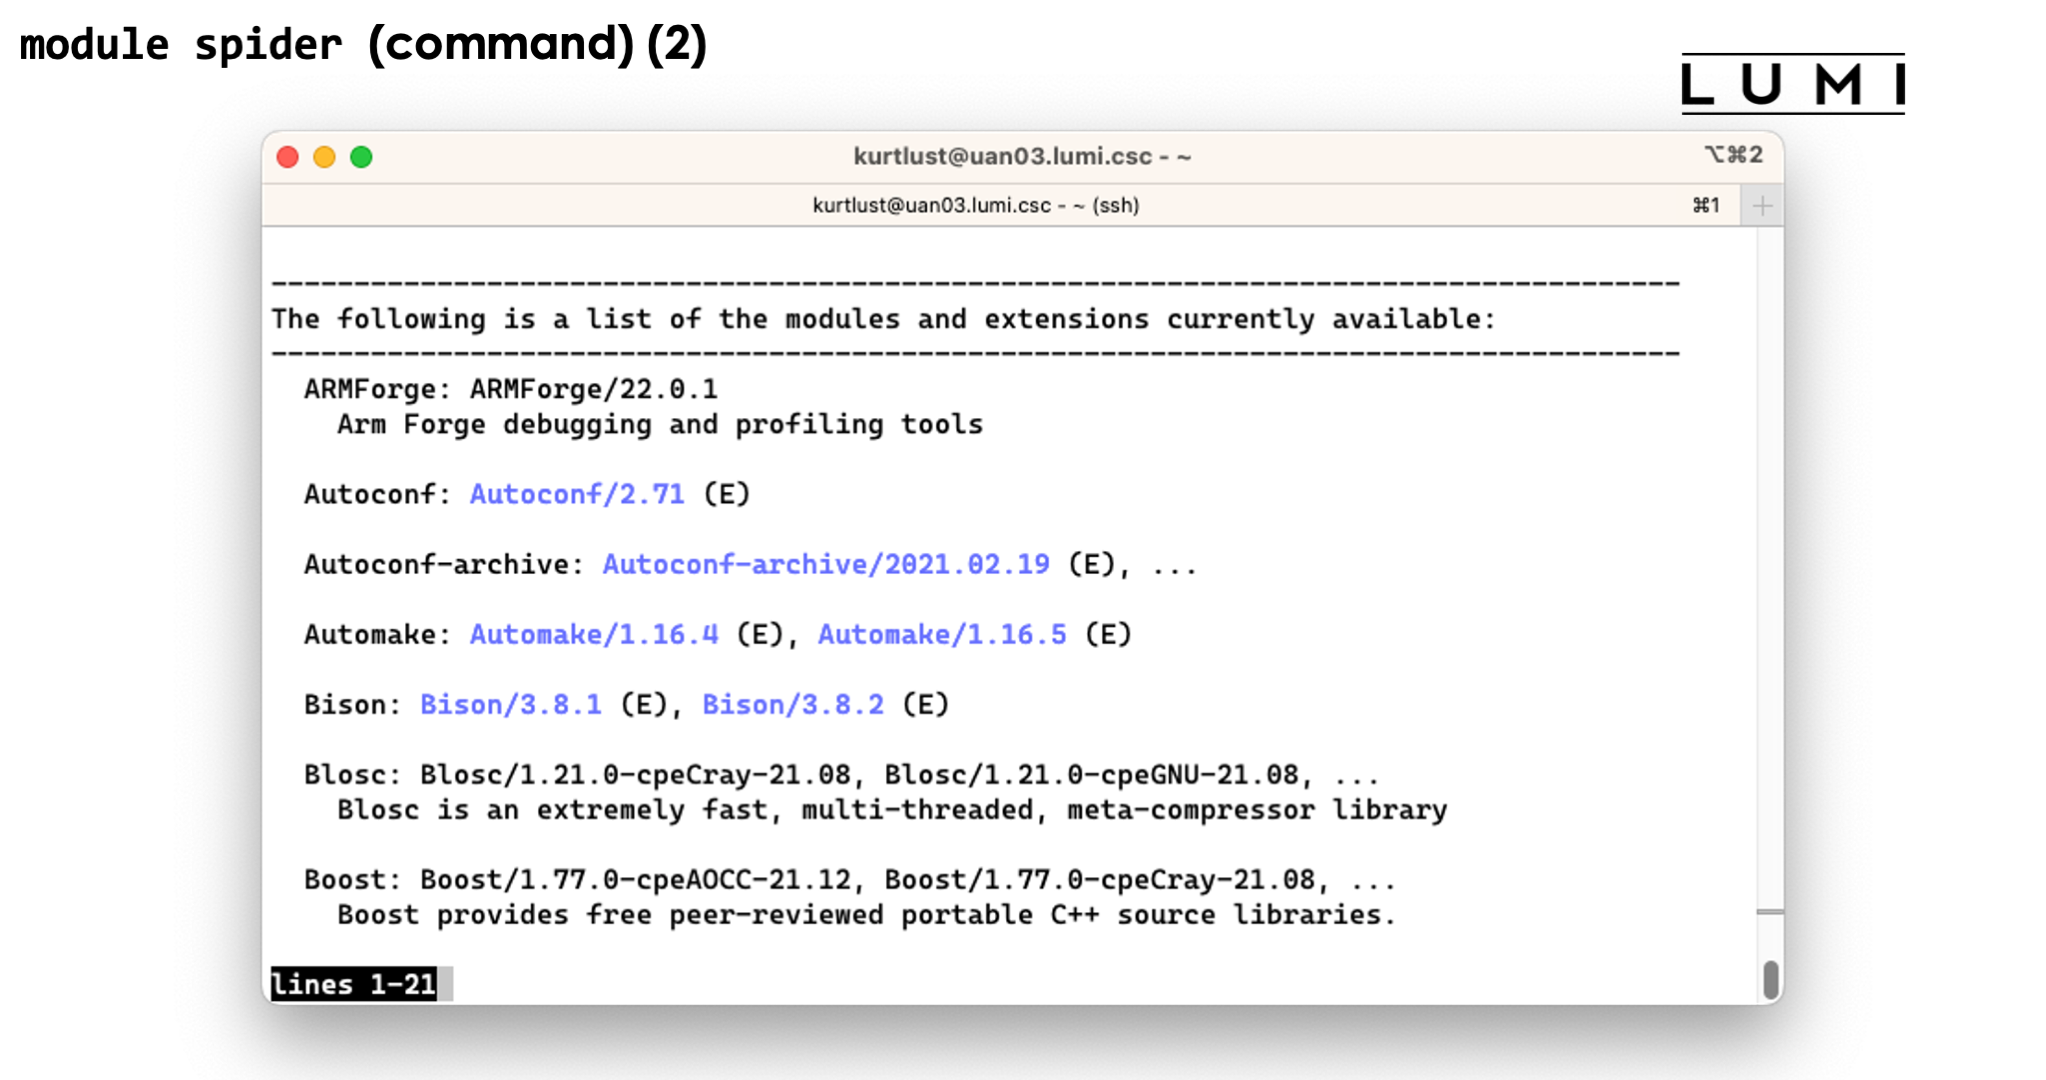 module spider (command) (2)
LUMI
kurtlust@uan03.lumi.csc - ~
⌥⌘2
kurtlust@uan03.lumi.csc - ~ (ssh)
⌘1
+
-------------------------------------------------------------------------------------
The following is a list of the modules and extensions currently available:
-------------------------------------------------------------------------------------
ARMForge: ARMForge/22.0.1
Arm Forge debugging and profiling tools
Autoconf: Autoconf/2.71 (E)
Autoconf-archive: Autoconf-archive/2021.02.19 (E), ...
Automake: Automake/1.16.4 (E), Automake/1.16.5 (E)
Bison: Bison/3.8.1 (E), Bison/3.8.2 (E)
Blosc: Blosc/1.21.0-cpeCray-21.08, Blosc/1.21.0-cpeGNU-21.08, ...
Blosc is an extremely fast, multi-threaded, meta-compressor library
Boost: Boost/1.77.0-cpeAOCC-21.12, Boost/1.77.0-cpeCray-21.08, ...
Boost provides free peer-reviewed portable C++ source libraries.
lines 1-21